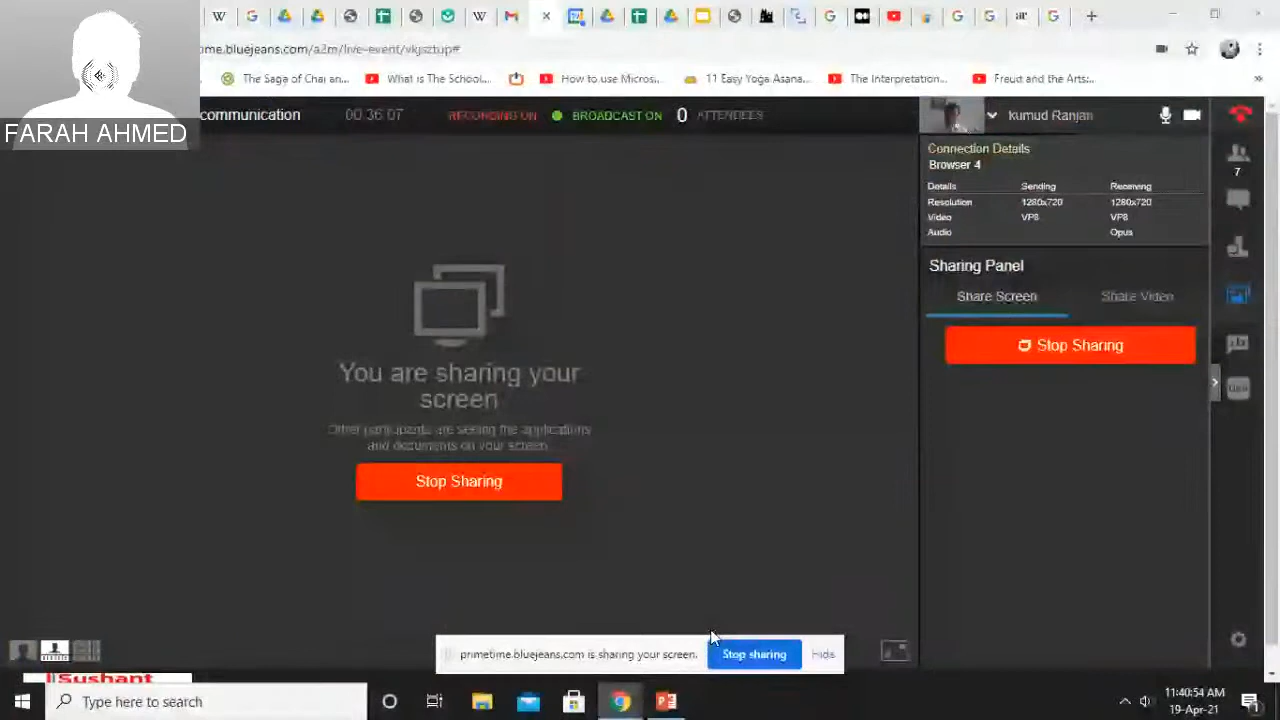 primetime.bluejeans.com/a2m/live-event/vkjsztup#
The Saga of Chai an...
What is The School...
How to use Micros...
11 Easy Yoga Asana...
The Interpretation...
Freud and the Arts:...
FARAH AHMED
communication
00:36:07
RECORDING ON
BROADCAST ON
0 ATTENDEES
Kumud Ranjan
Connection Details
Browser 4
Details Sending Receiving
Resolution 1280x720 1280x720
Video VP8 VP8
Audio Opus
7
Sharing Panel
Share Screen Share Video
Stop Sharing
You are sharing your
screen
Other participants are seeing the applications
and documents on your screen
Stop Sharing
primetime.bluejeans.com is sharing your screen.
Stop sharing
Hide
Sushant
Type here to search
11:40:54 AM
19-Apr-21